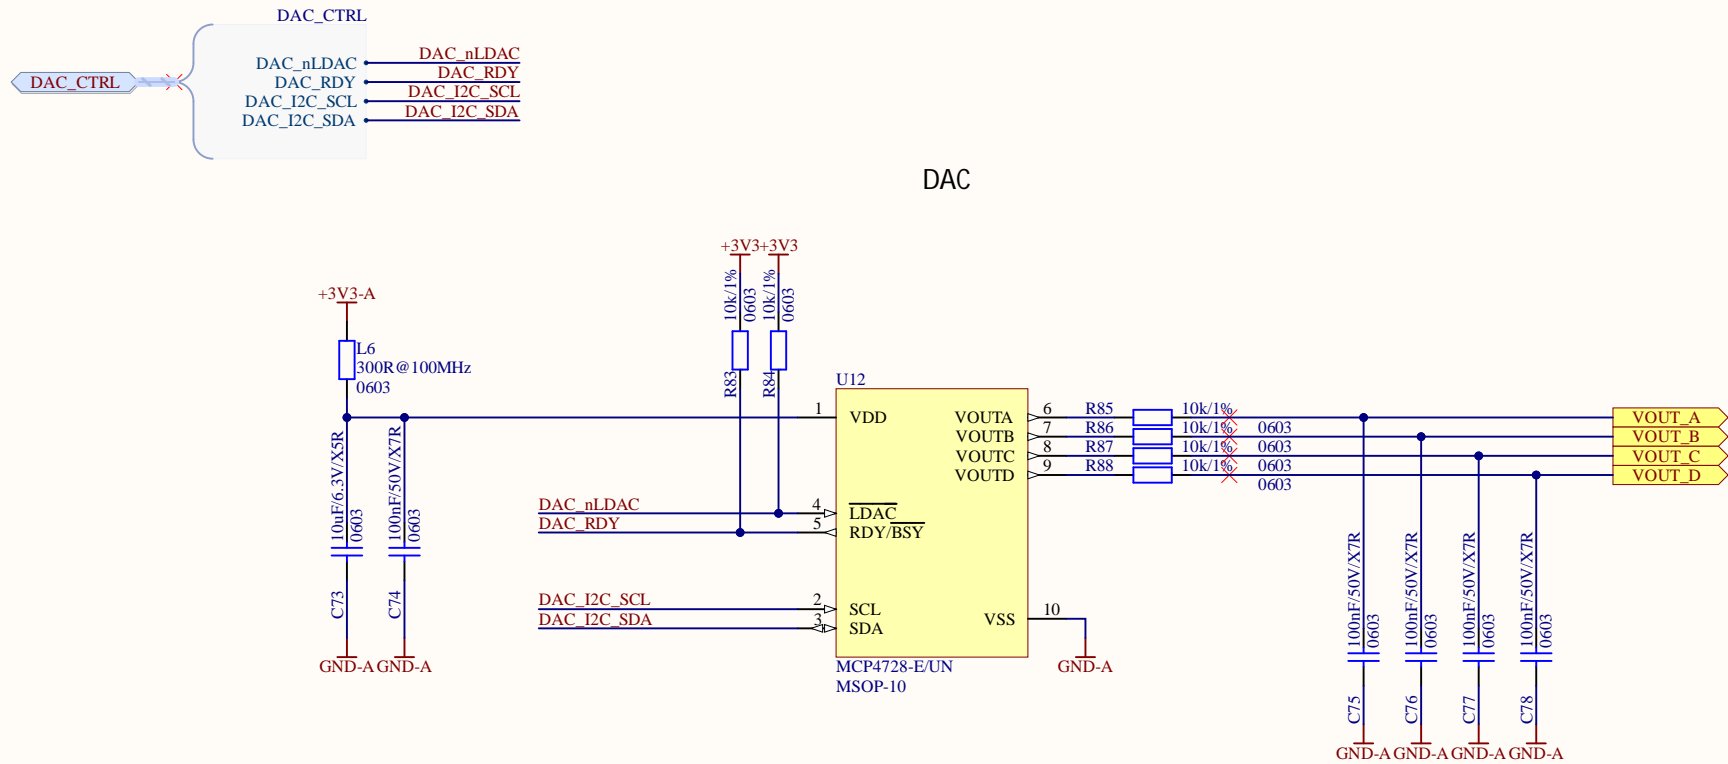 DAC_CTRL
DAC_CTRL
DAC_nLDAC
DAC_RDY
DAC_I2C_SCL
DAC_I2C_SDA
DAC_nLDAC
DAC_RDY
DAC_I2C_SCL
DAC_I2C_SDA
DAC
+3V3-A
L6
300R@100MHz
0603
10uF/6.3V/X5R
0603
C73
GND-A
100nF/50V/X7R
0603
C74
GND-A
+3V3
10k/1%
0603
R83
+3V3
10k/1%
0603
R84
DAC_nLDAC
DAC_RDY
DAC_I2C_SCL
DAC_I2C_SDA
U12
1 VDD
4 LDAC
5 RDY/BSY
2 SCL
3 SDA
VOUTA 6
VOUTB 7
VOUTC 8
VOUTD 9
VSS 10
MCP4728-E/UN
MSOP-10
GND-A
R85 10k/1% 0603
R86 10k/1% 0603
R87 10k/1% 0603
R88 10k/1% 0603
VOUT_A
VOUT_B
VOUT_C
VOUT_D
100nF/50V/X7R
0603
C75
GND-A
100nF/50V/X7R
0603
C76
GND-A
100nF/50V/X7R
0603
C77
GND-A
100nF/50V/X7R
0603
C78
GND-A